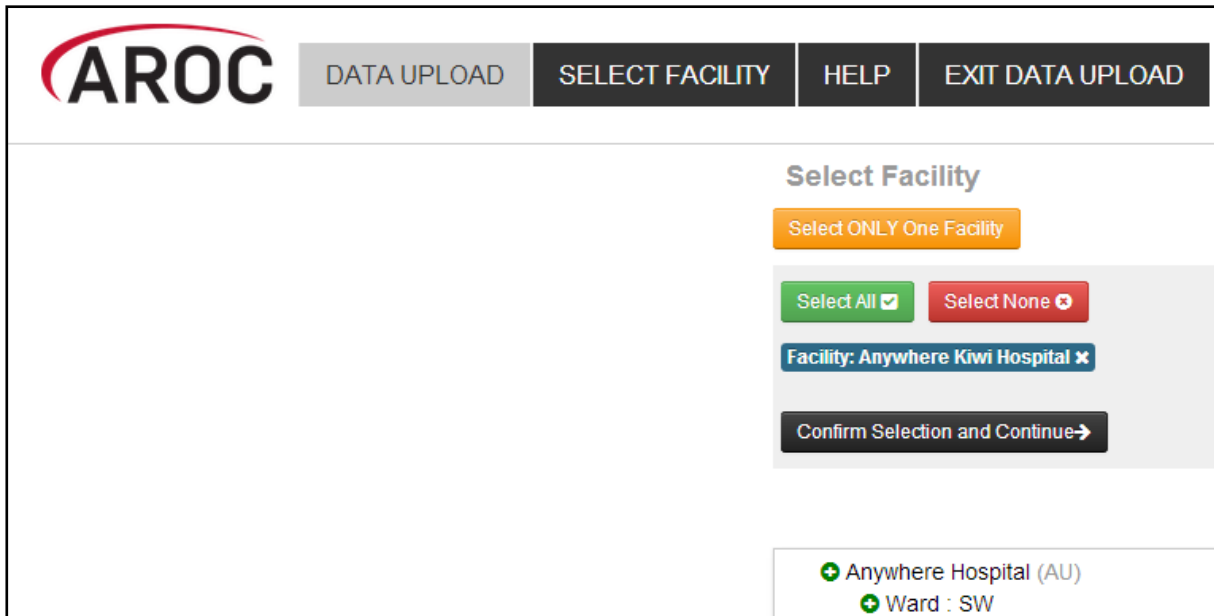 AROC DATA UPLOAD SELECT FACILITY HELP EXIT DATA UPLOAD
Select Facility
Select ONLY One Facility
Select All Select None
Facility: Anywhere Kiwi Hospital
Confirm Selection and Continue
Anywhere Hospital (AU)
Ward : SW